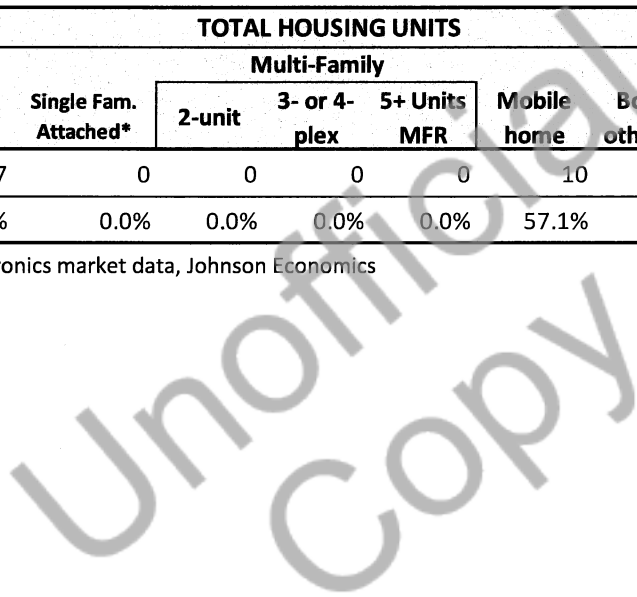 TOTAL HOUSING UNITS
Multi-Family
Single Fam. Attached* 2-unit 3- or 4-plex 5+ Units MFR Mobile home
7 0 0 0 0 10
% 0.0% 0.0% 0.0% 0.0% 57.1%
market data, Johnson Economics
Unofficial
Copy